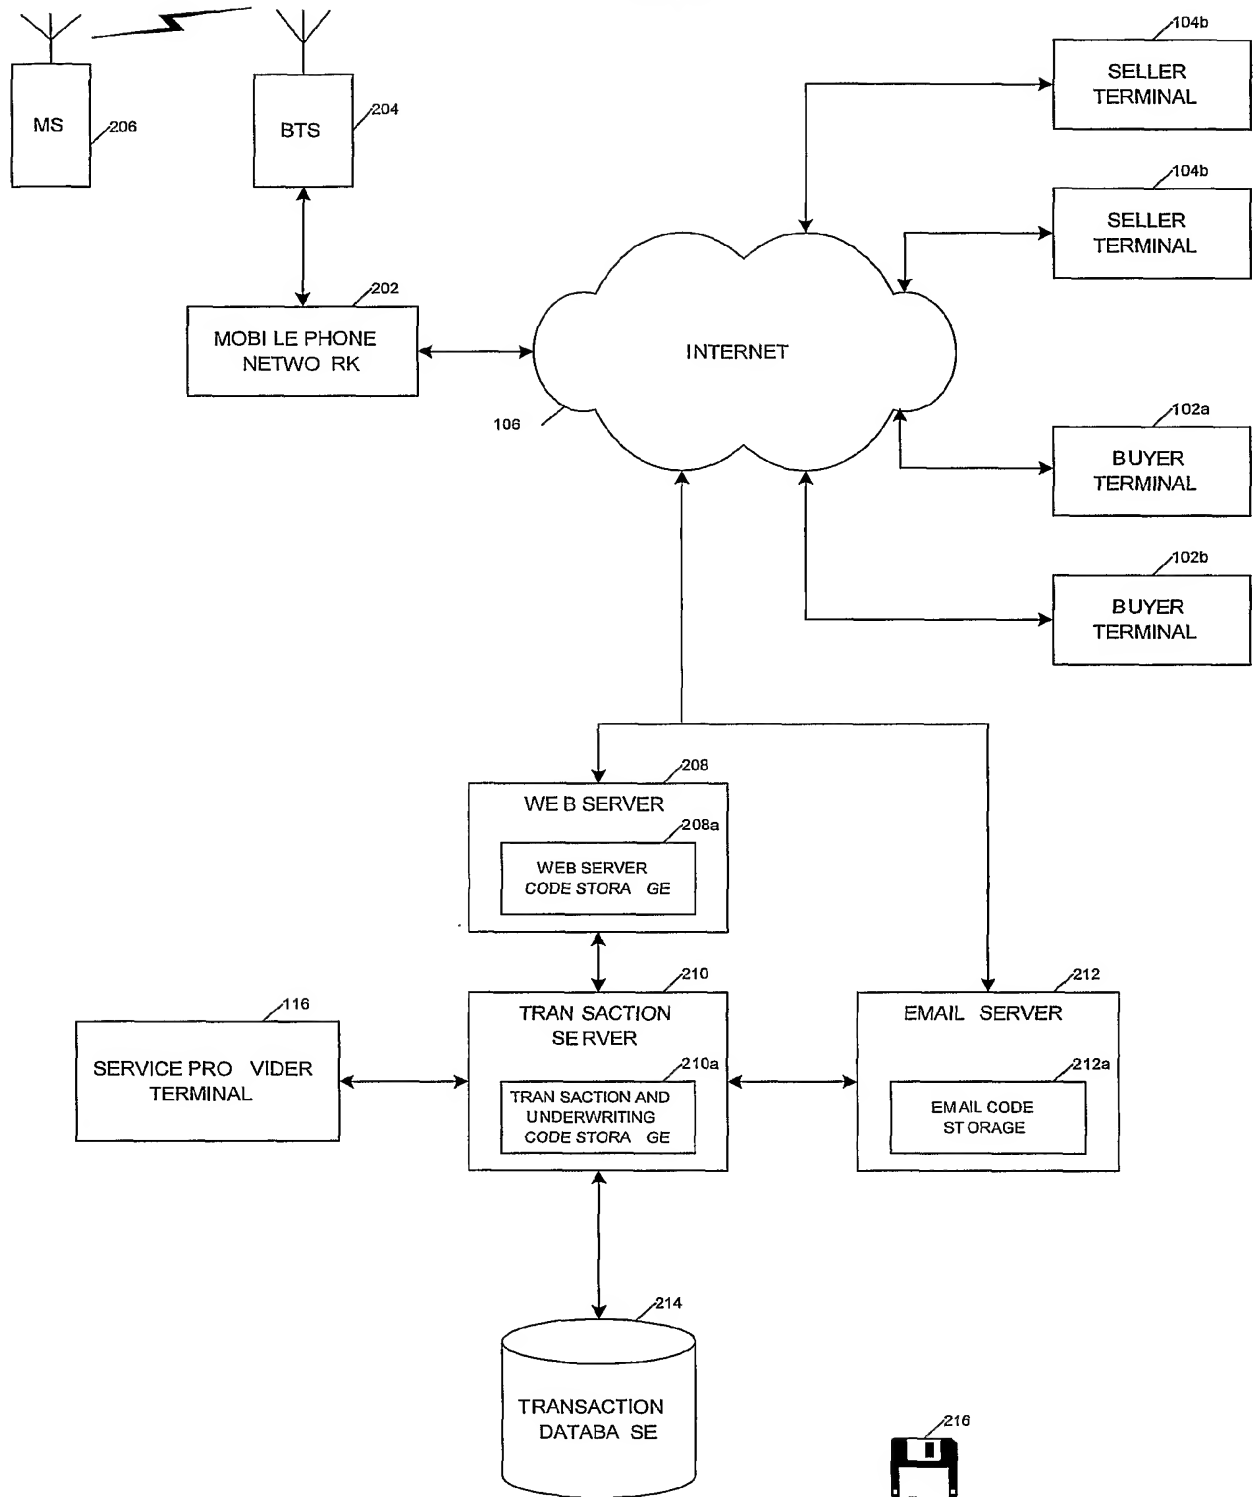 104b
SELLER
TERMINAL
MS
206
BTS
204
104b
SELLER
TERMINAL
202
MOBI LE PHONE
NETWO RK
INTERNET
106
102a
BUYER
TERMINAL
102b
BUYER
TERMINAL
208
WE B SERVER
208a
WEB SERVER
CODE STORA GE
116
SERVICE PRO VIDER
TERMINAL
210
TRAN SACTION
SERVER
210a
TRAN SACTION AND
UNDERWRITING
CODE STORA GE
212
EMAIL SERVER
212a
EMAIL CODE
ST ORAGE
214
TRANSACTION
DATABA SE
216